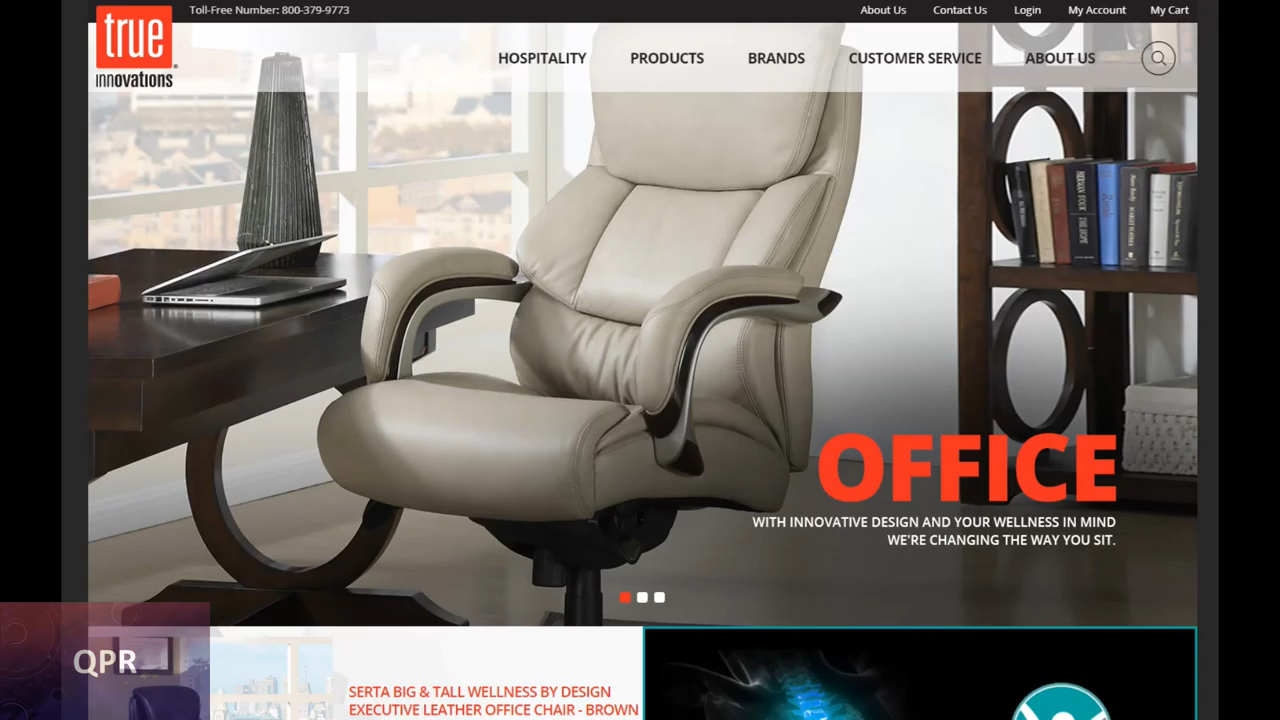 true
innovations
Toll-Free Number: 800-379-9773
About Us
Contact Us
Login
My Account
My Cart
HOSPITALITY
PRODUCTS
BRANDS
CUSTOMER SERVICE
ABOUT US
OFFICE
WITH INNOVATIVE DESIGN AND YOUR WELLNESS IN MIND
WE'RE CHANGING THE WAY YOU SIT.
QPR
SERTA BIG & TALL WELLNESS BY DESIGN
EXECUTIVE LEATHER OFFICE CHAIR - BROWN